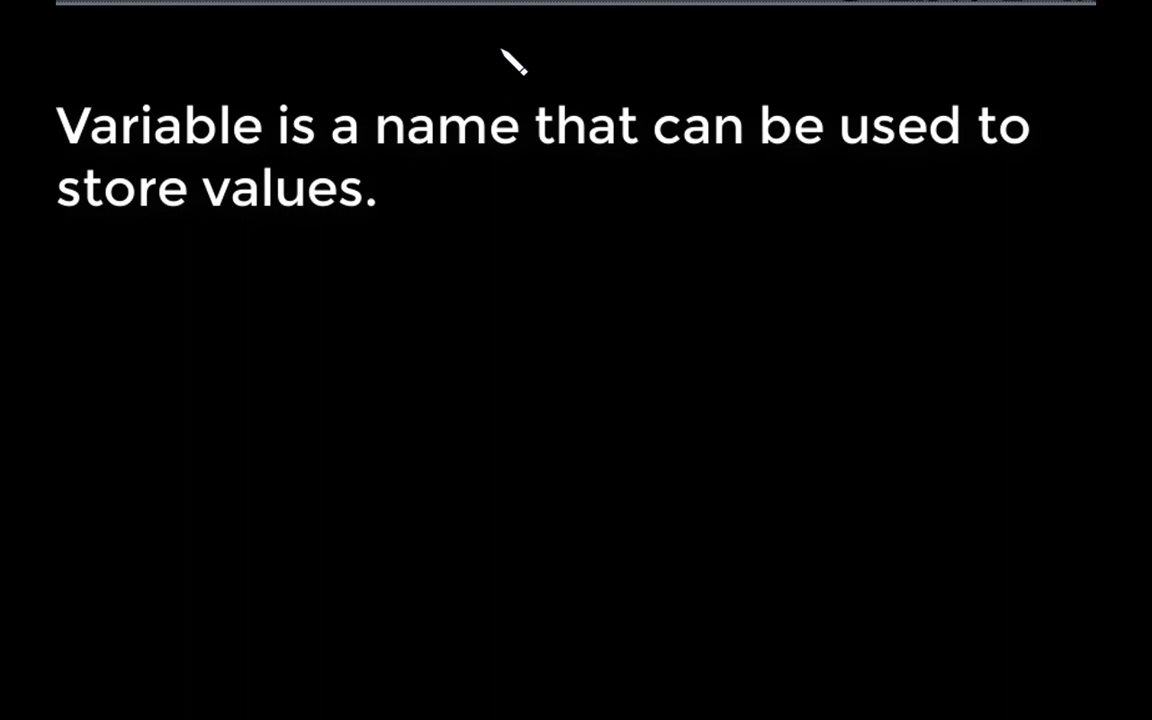 Variable is a name that can be used to
store values.